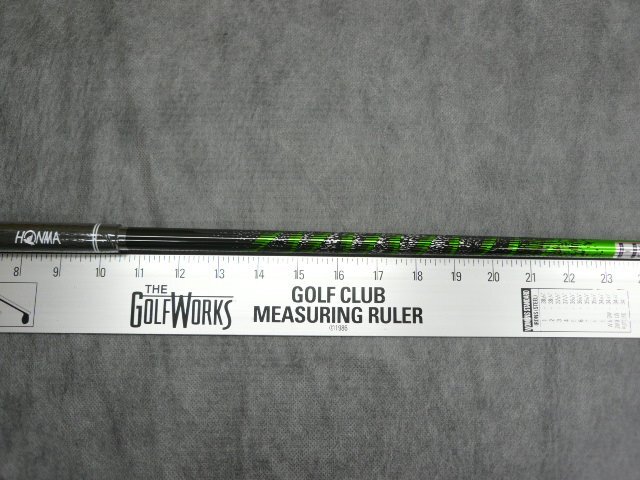 HONMA
8 9 10 11 12 13 14 15 16 17 18 19 20 21 22 23
THE
GOLFWORKS
GOLF CLUB
MEASURING RULER
©1986